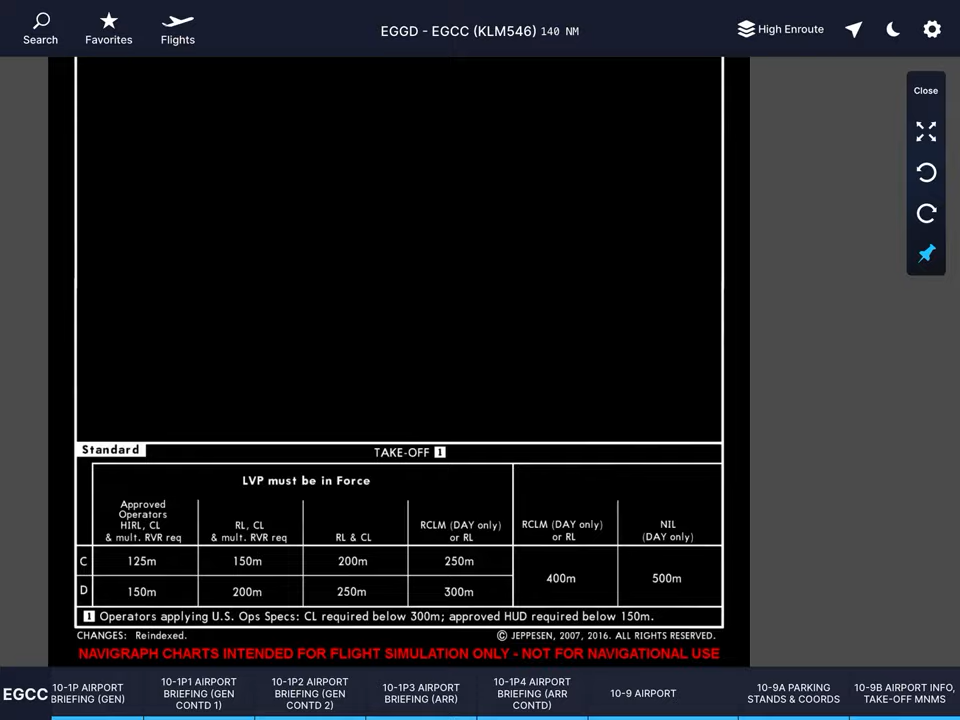 Search
Favorites
Flights
EGGD - EGCC (KLM546) 140 NM
High Enroute
Close
Standard
TAKE-OFF 1
LVP must be in Force
Approved
Operators
HIRL, CL
& mult. RVR req
RL, CL
& mult. RVR req
RL & CL
RCLM (DAY only)
or RL
RCLM (DAY only)
or RL
NIL
(DAY only)
C
125m
150m
200m
250m
400m
500m
D
150m
200m
250m
300m
1 Operators applying U.S. Ops Specs: CL required below 300m; approved HUD required below 150m.
CHANGES: Reindexed.
© JEPPESEN, 2007, 2016. ALL RIGHTS RESERVED.
NAVIGRAPH CHARTS INTENDED FOR FLIGHT SIMULATION ONLY - NOT FOR NAVIGATIONAL USE
EGCC
10-1P AIRPORT
BRIEFING (GEN)
10-1P1 AIRPORT
BRIEFING (GEN
CONTD 1)
10-1P2 AIRPORT
BRIEFING (GEN
CONTD 2)
10-1P3 AIRPORT
BRIEFING (ARR)
10-1P4 AIRPORT
BRIEFING (ARR
CONTD)
10-9 AIRPORT
10-9A PARKING
STANDS & COORDS
10-9B AIRPORT INFO,
TAKE-OFF MNMS